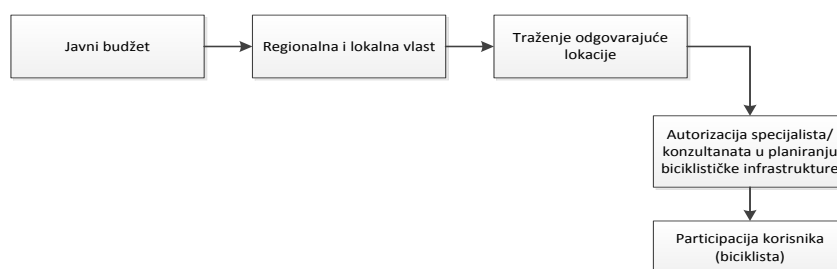 Javni budžet
Regionalna i lokalna vlast
Traženje odgovarajuće
lokacije
Autorizacija specijalista/
konzultanata u planiranju
biciklističke infrastrukture
Participacija korisnika
(biciklista)